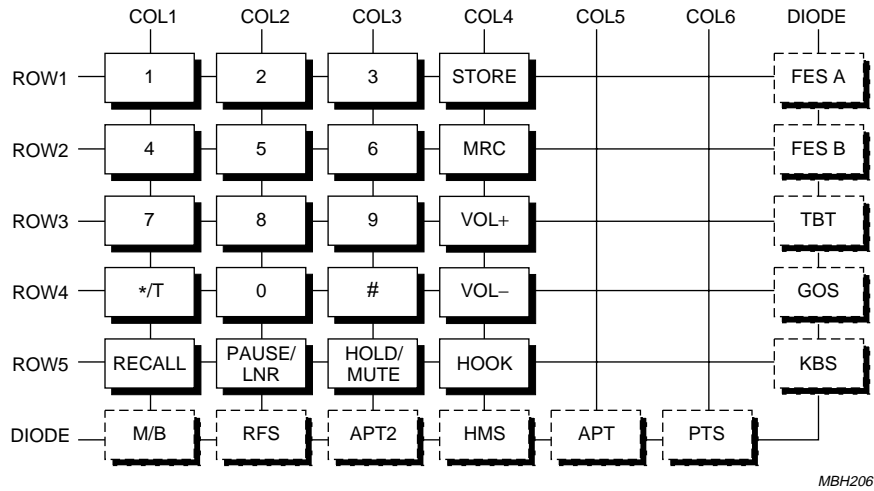 COL1 COL2 COL3 COL4 COL5 COL6 DIODE
ROW1 1 2 3 STORE FES A
ROW2 4 5 6 MRC FES B
ROW3 7 8 9 VOL+ TBT
ROW4 */T 0 # VOL− GOS
ROW5 RECALL PAUSE/ LNR HOLD/ MUTE HOOK KBS
DIODE M/B RFS APT2 HMS APT PTS
MBH206